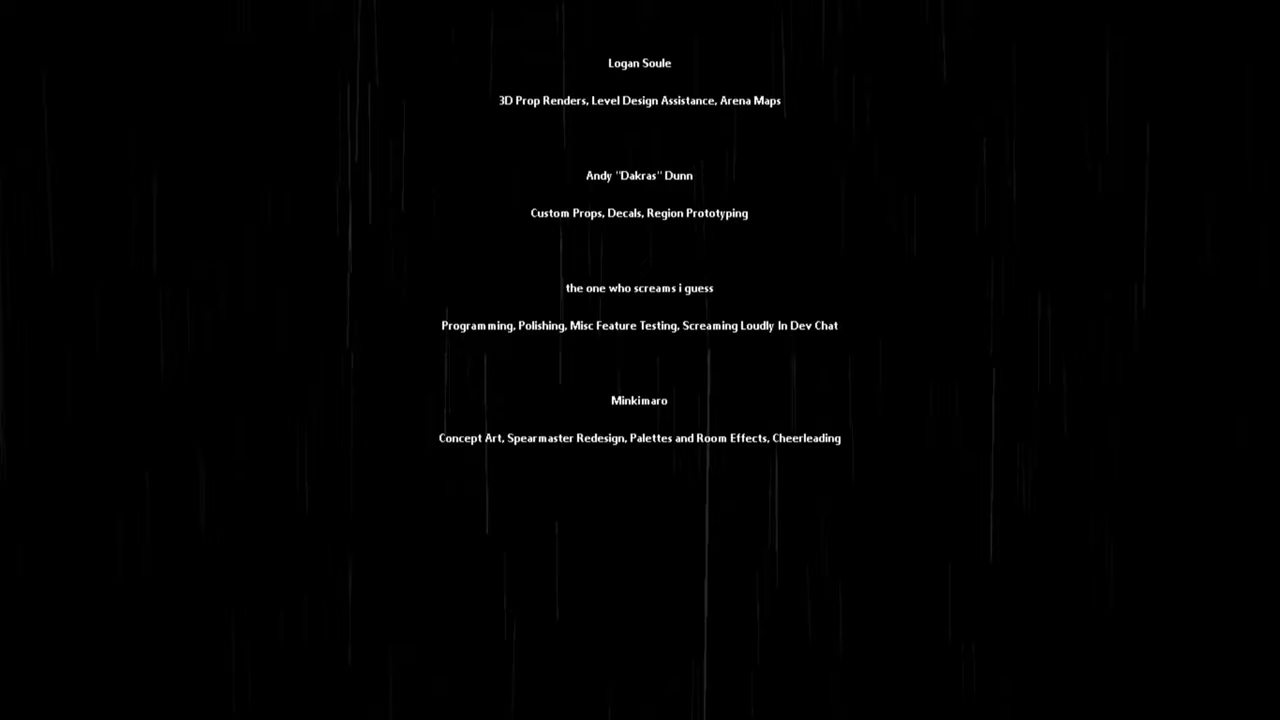 Logan Soule
3D Prop Renders, Level Design Assistance, Arena Maps
Andy "Dakras" Dunn
Custom Props, Decals, Region Prototyping
the one who screams i guess
Programming, Polishing, Misc Feature Testing, Screaming Loudly In Dev Chat
Minkimaro
Concept Art, Spearmaster Redesign, Palettes and Room Effects, Cheerleading